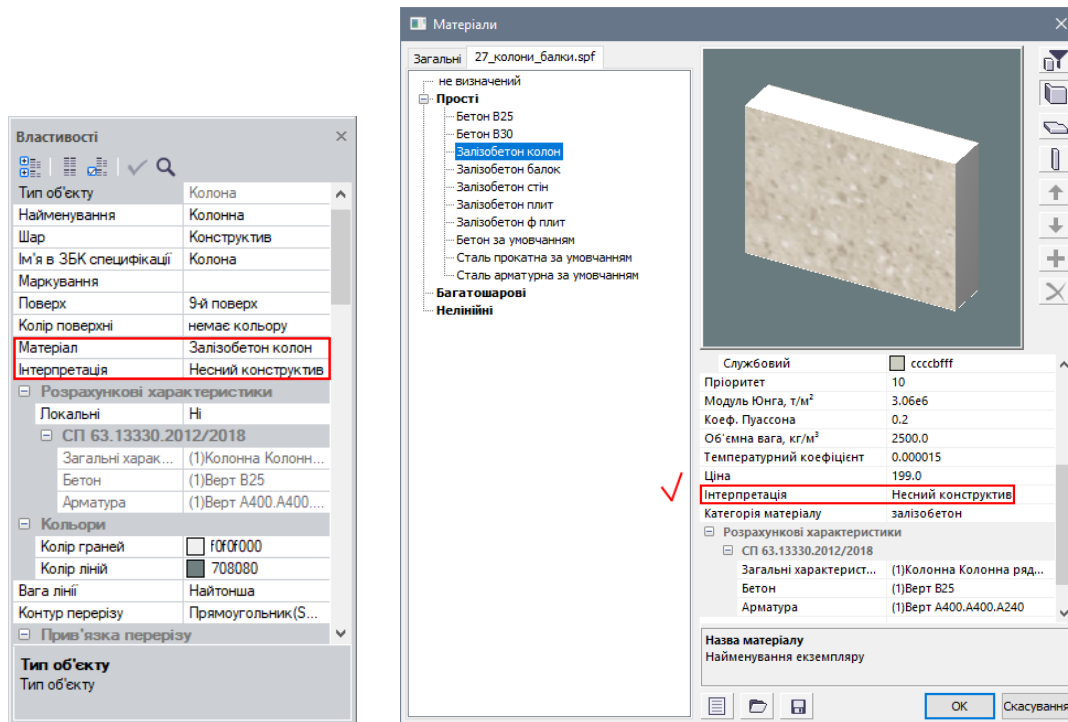 Властивості
Тип об'єкту Колона
Найменування Колонна
Шар Конструктив
Ім'я в ЗБК специфікації Колона
Маркування
Поверх 9-й поверх
Колір поверхні немає кольору
Матеріал Залізобетон колон
Інтерпретація Несний конструктив
Розрахункові характеристики
Локальні Ні
СП 63.13330.2012/2018
Загальні харак... (1)Колонна Колонн...
Бетон (1)Верт В25
Арматура (1)Верт А400.А400....
Кольори
Колір граней f0f0f000
Колір ліній 708080
Вага лінії Найтонша
Контур перерізу Прямоугольник(S...
Прив'язка перерізу
Тип об'єкту
Тип об'єкту
Матеріали
Загальні 27_колони_балки.spf
не визначений
Прості
Бетон B25
Бетон B30
Залізобетон колон
Залізобетон балок
Залізобетон стін
Залізобетон плит
Залізобетон ф плит
Бетон за умовчанням
Сталь прокатна за умовчанням
Сталь арматурна за умовчанням
Багатошарові
Нелінійні
Службовий ccccbfff
Пріоритет 10
Модуль Юнга, т/м² 3.06e6
Коеф. Пуассона 0.2
Об'ємна вага, кг/м³ 2500.0
Температурний коефіцієнт 0.000015
Ціна 199.0
Інтерпретація Несний конструктив
Категорія матеріалу залізобетон
Розрахункові характеристики
СП 63.13330.2012/2018
Загальні характерист... (1)Колонна Колонна ряд...
Бетон (1)Верт В25
Арматура (1)Верт А400.А400.А240
Назва матеріалу
Найменування екземпляру
ОК Скасування